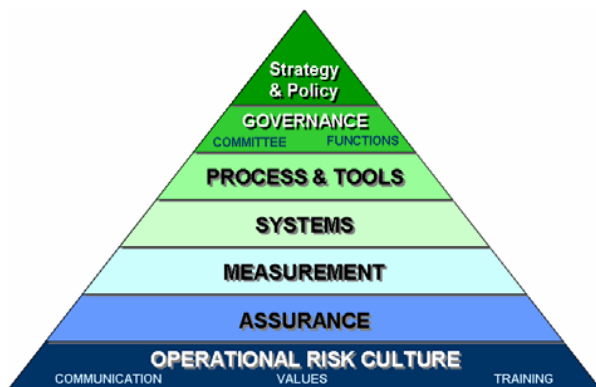 Strategy
& Policy
GOVERNANCE
COMMITTEE FUNCTIONS
PROCESS & TOOLS
SYSTEMS
MEASUREMENT
ASSURANCE
OPERATIONAL RISK CULTURE
COMMUNICATION VALUES TRAINING